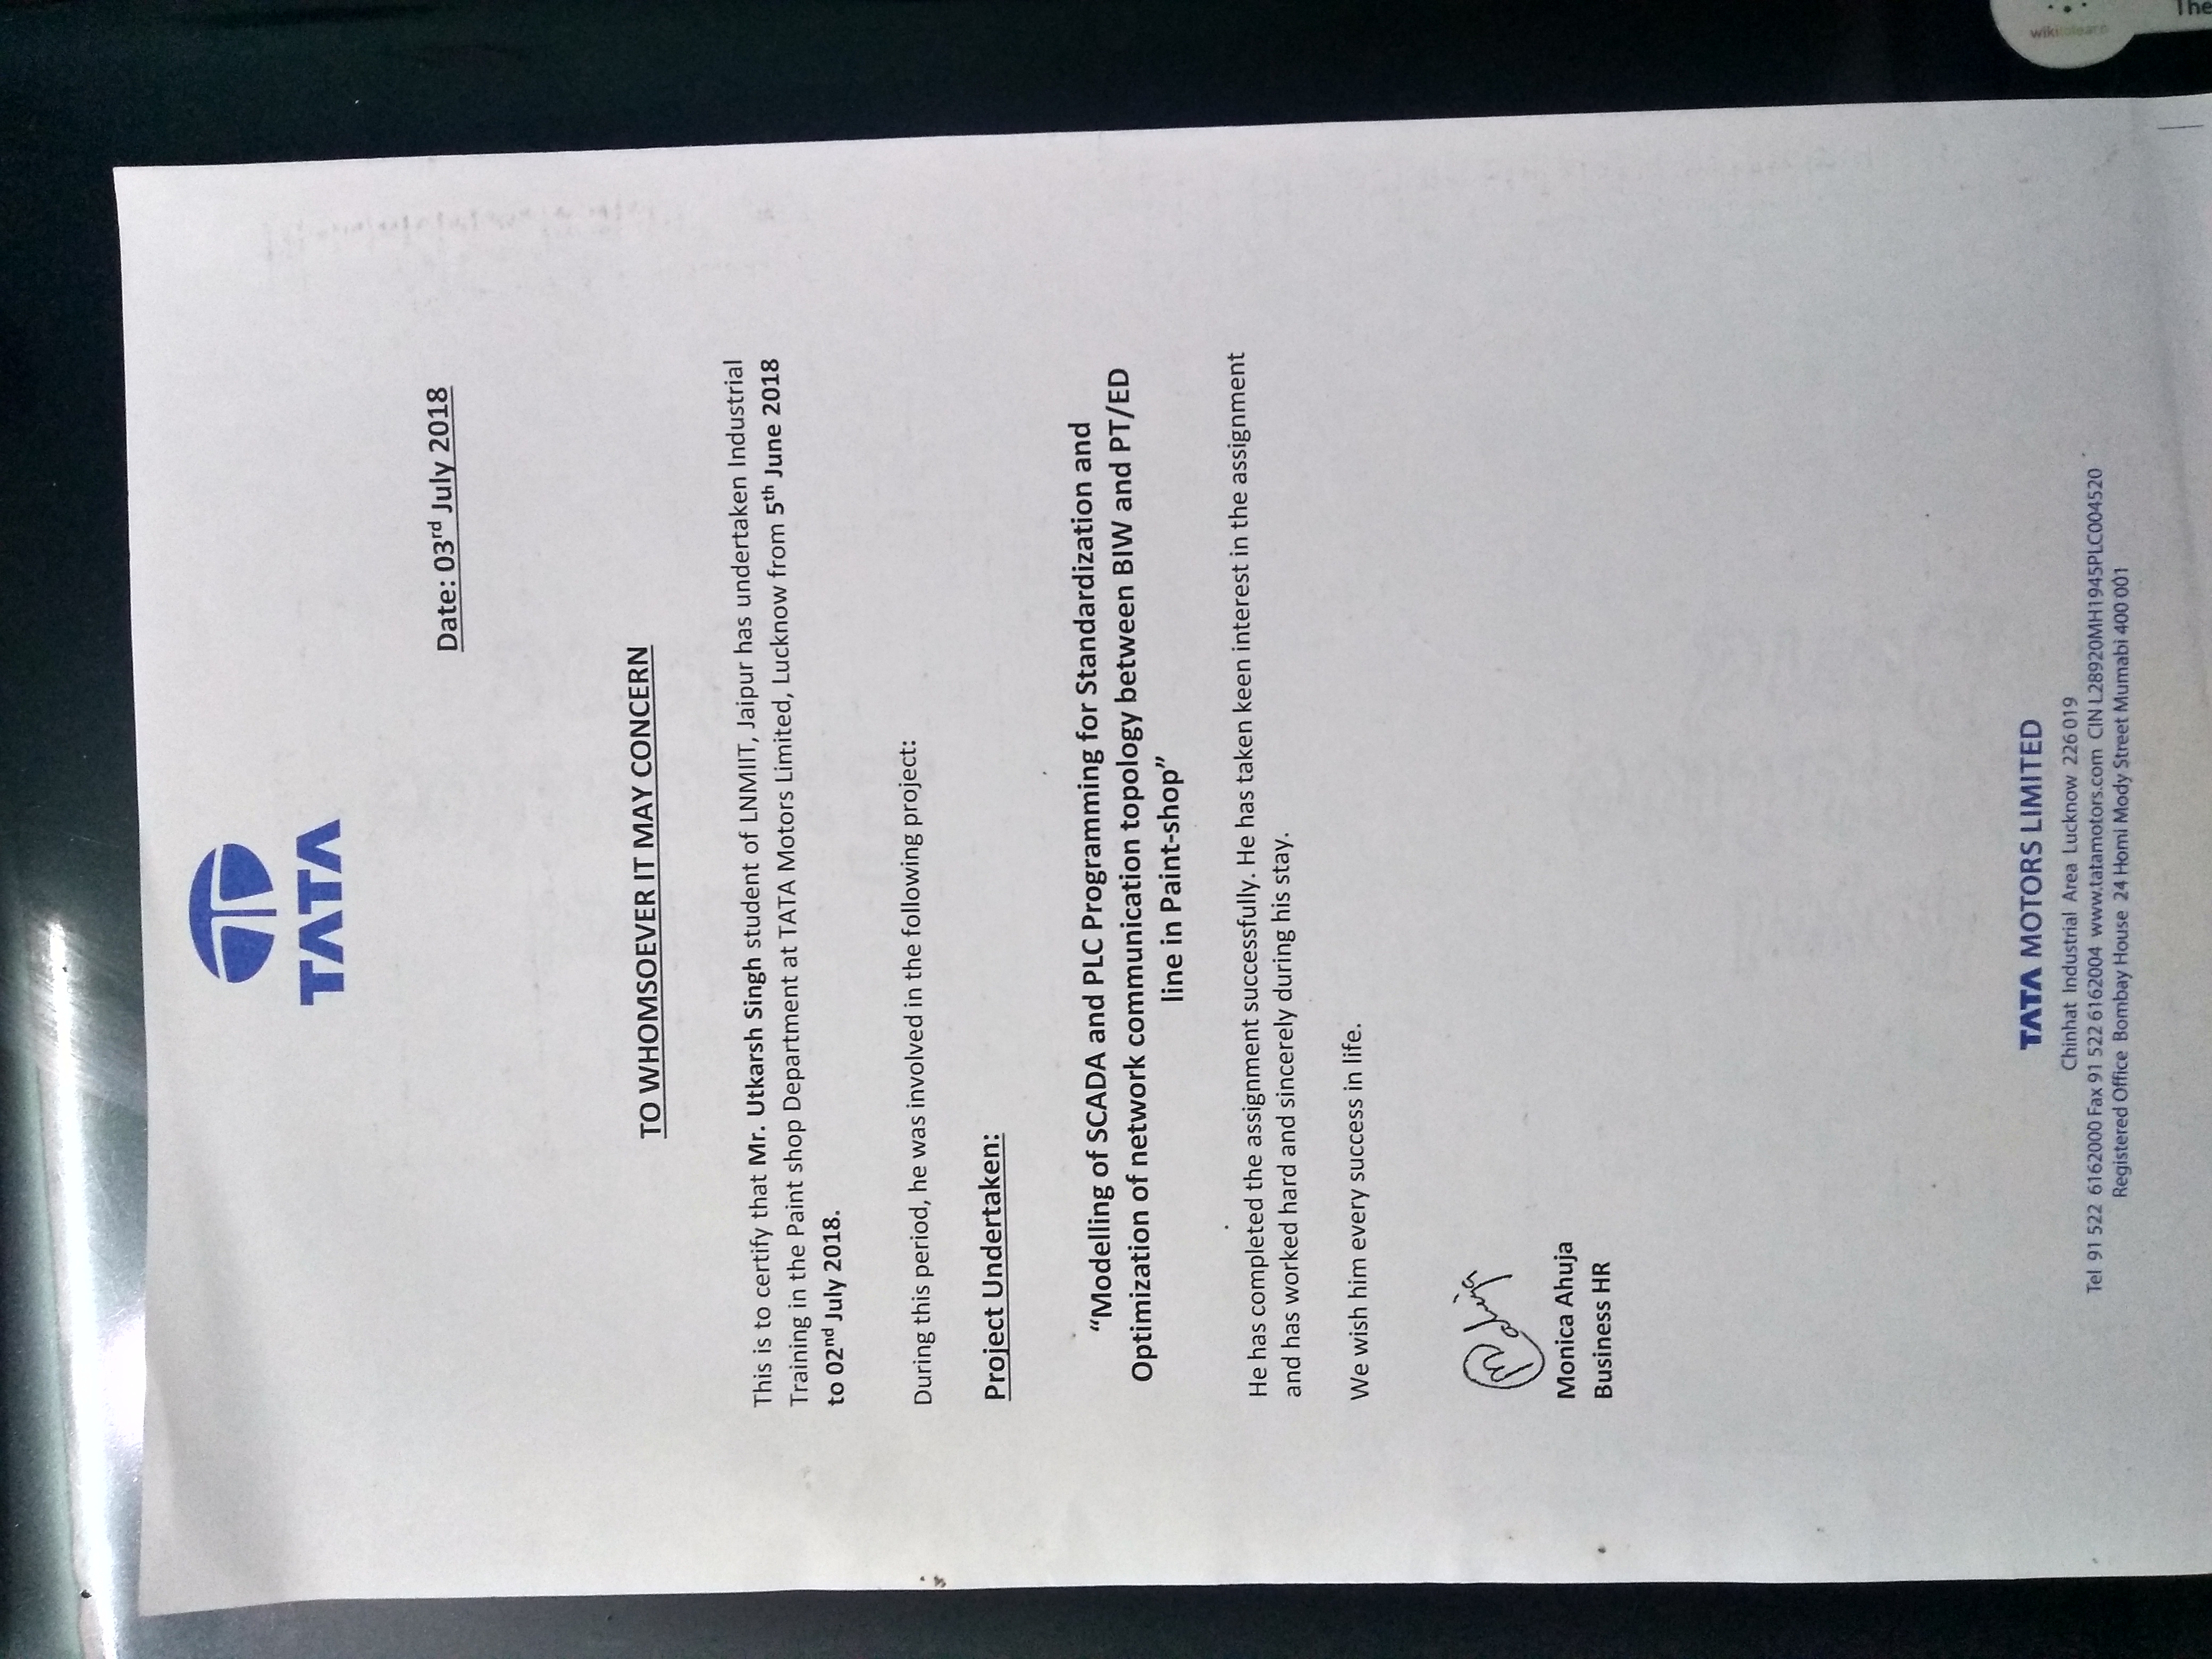 TATA
Date: 03rd July 2018
TO WHOMSOEVER IT MAY CONCERN
This is to certify that Mr. Utkarsh Singh student of LNMIIT, Jaipur has undertaken Industrial
Training in the Paint shop Department at TATA Motors Limited, Lucknow from 5th June 2018
to 02nd July 2018.
During this period, he was involved in the following project:
Project Undertaken:
“Modelling of SCADA and PLC Programming for Standardization and
Optimization of network communication topology between BIW and PT/ED
line in Paint-shop”
He has completed the assignment successfully. He has taken keen interest in the assignment
and has worked hard and sincerely during his stay.
We wish him every success in life.
M Ahuja
Monica Ahuja
Business HR
TATA MOTORS LIMITED
Chinhat Industrial Area Lucknow 226 019
Tel 91 522 6162000 Fax 91 522 6162004 www.tatamotors.com CIN L28920MH1945PLC004520
Registered Office Bombay House 24 Homi Mody Street Mumabi 400 001
The